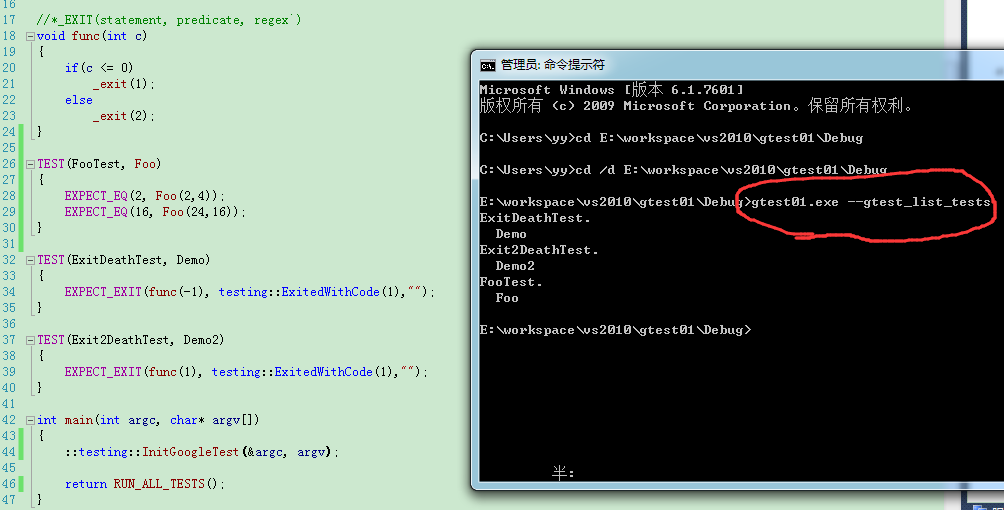 16
17 //*_EXIT(statement, predicate, regex`)
18 void func(int c)
19 {
20 if(c <= 0)
21 _exit(1);
22 else
23 _exit(2);
24 }
25
26 TEST(FooTest, Foo)
27 {
28 EXPECT_EQ(2, Foo(2,4));
29 EXPECT_EQ(16, Foo(24,16));
30 }
31
32 TEST(ExitDeathTest, Demo)
33 {
34 EXPECT_EXIT(func(-1), testing::ExitedWithCode(1),"");
35 }
36
37 TEST(Exit2DeathTest, Demo2)
38 {
39 EXPECT_EXIT(func(1), testing::ExitedWithCode(1),"");
40 }
41
42 int main(int argc, char* argv[])
43 {
44 ::testing::InitGoogleTest(&argc, argv);
45
46 return RUN_ALL_TESTS();
47 }
C:\. 管理员: 命令提示符
Microsoft Windows [版本 6.1.7601]
版权所有 (c) 2009 Microsoft Corporation。保留所有权利。
C:\Users\yy>cd E:\workspace\vs2010\gtest01\Debug
C:\Users\yy>cd /d E:\workspace\vs2010\gtest01\Debug
E:\workspace\vs2010\gtest01\Debug>gtest01.exe --gtest_list_tests
ExitDeathTest.
Demo
Exit2DeathTest.
Demo2
FooTest.
Foo
E:\workspace\vs2010\gtest01\Debug>
半: